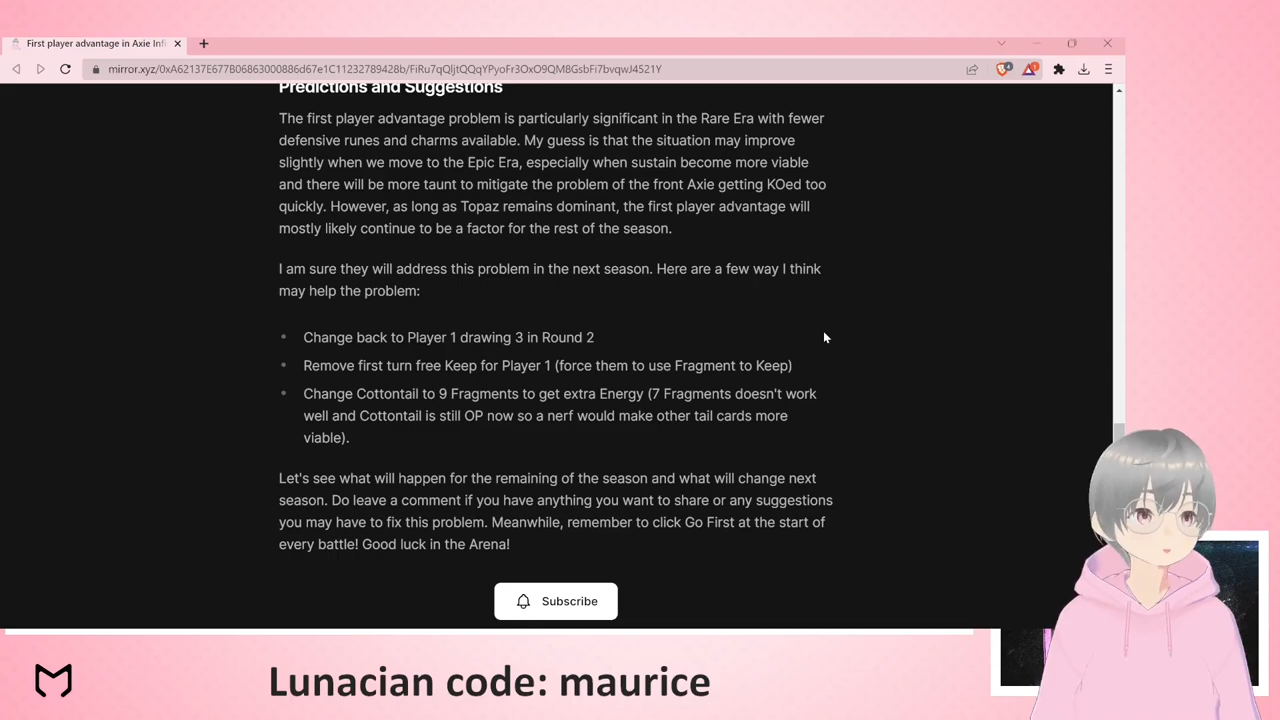 First player advantage in Axie Infi
mirror.xyz/0xA62137E677B06863000886d67e1C11232789428b/FiRu7qQljtQQqYPyoFr3OxO9QM8GsbFi7bvqwJ4521Y
Predictions and Suggestions
The first player advantage problem is particularly significant in the Rare Era with fewer
defensive runes and charms available. My guess is that the situation may improve
slightly when we move to the Epic Era, especially when sustain become more viable
and there will be more taunt to mitigate the problem of the front Axie getting KOed too
quickly. However, as long as Topaz remains dominant, the first player advantage will
mostly likely continue to be a factor for the rest of the season.
I am sure they will address this problem in the next season. Here are a few way I think
may help the problem:
Change back to Player 1 drawing 3 in Round 2
Remove first turn free Keep for Player 1 (force them to use Fragment to Keep)
Change Cottontail to 9 Fragments to get extra Energy (7 Fragments doesn't work
well and Cottontail is still OP now so a nerf would make other tail cards more
viable).
Let's see what will happen for the remaining of the season and what will change next
season. Do leave a comment if you have anything you want to share or any suggestions
you may have to fix this problem. Meanwhile, remember to click Go First at the start of
every battle! Good luck in the Arena!
Subscribe
Lunacian code: maurice